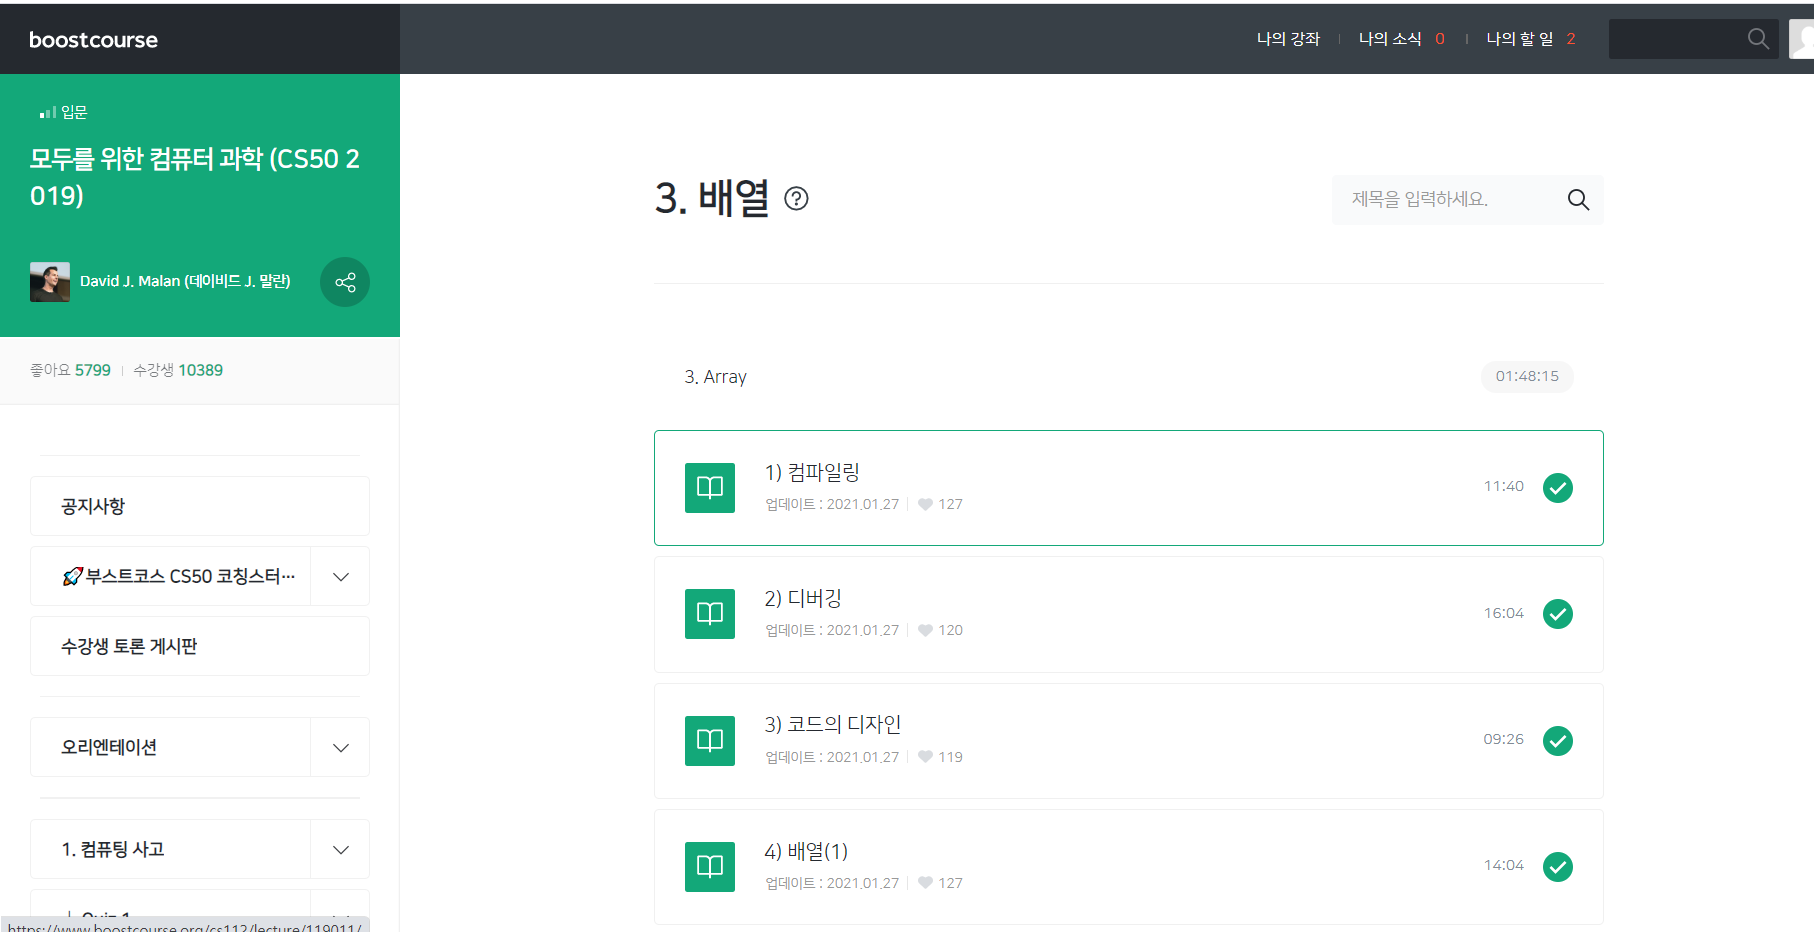 boostcourse
나의 강좌
나의 소식 0
나의 할 일 2
입문
모두를 위한 컴퓨터 과학 (CS50 2
019)
David J. Malan (데이비드 J. 말란)
좋아요 5799
수강생 10389
공지사항
부스트코스 CS50 코칭스터···
수강생 토론 게시판
오리엔테이션
1. 컴퓨팅 사고
Quiz 1
https://www.boostcourse.org/cs112/lecture/119011/
3. 배열
제목을 입력하세요.
3. Array
01:48:15
1) 컴파일링
업데이트 : 2021.01.27
127
11:40
2) 디버깅
업데이트 : 2021.01.27
120
16:04
3) 코드의 디자인
업데이트 : 2021.01.27
119
09:26
4) 배열(1)
업데이트 : 2021.01.27
127
14:04